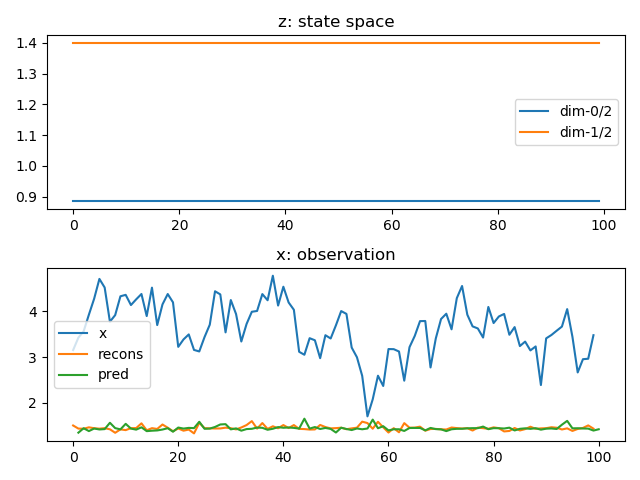 z: state space
1.4
1.3
1.2
1.1
1.0
0.9
dim-0/2
dim-1/2
0 20 40 60 80 100
x: observation
4
3
2
x
recons
pred
0 20 40 60 80 100